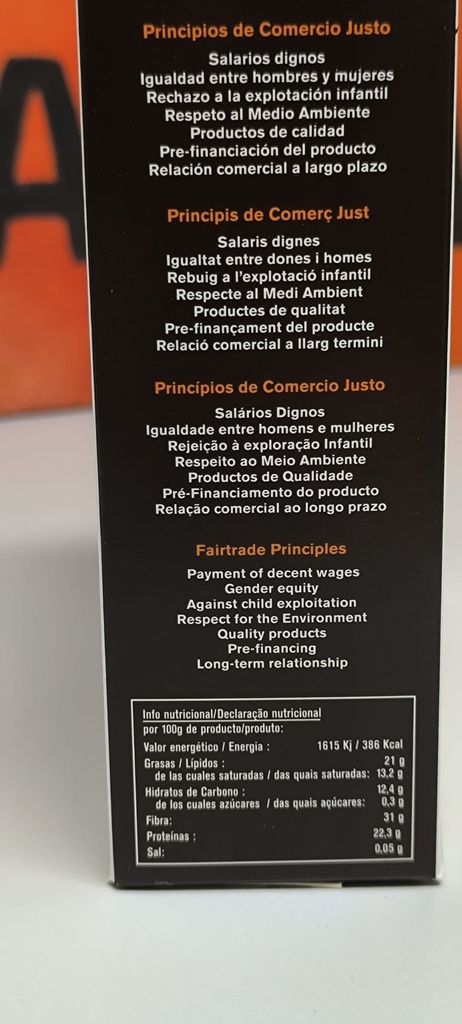 Principios de Comercio Justo
Salarios dignos
Igualdad entre hombres y mujeres
Rechazo a la explotación infantil
Respeto al Medio Ambiente
Productos de calidad
Pre-financiación del producto
Relación comercial a largo plazo
Principis de Comerç Just
Salaris dignes
Igualtat entre dones i homes
Rebuig a l'explotació infantil
Respecte al Medi Ambient
Productes de qualitat
Pre-finançament del producte
Relació comercial a llarg termini
Princípios de Comercio Justo
Salários Dignos
Igualdade entre homens e mulheres
Rejeição à exploração Infantil
Respeito ao Meio Ambiente
Productos de Qualidade
Pré-Financiamento do producto
Relação comercial ao longo prazo
Fairtrade Principles
Payment of decent wages
Gender equity
Against child exploitation
Respect for the Environment
Quality products
Pre-financing
Long-term relationship
Info nutricional/Declaração nutricional
por 100g de producto/produto:
Valor energético / Energia : 1615 Kj / 386 Kcal
Grasas / Lípidos : 21 g
de las cuales saturadas / das quais saturadas: 13,2 g
Hidratos de Carbono : 12,4 g
de los cuales azúcares / das quais açúcares: 0,3 g
Fibra: 31 g
Proteínas : 22,3 g
Sal: 0,05 g
A